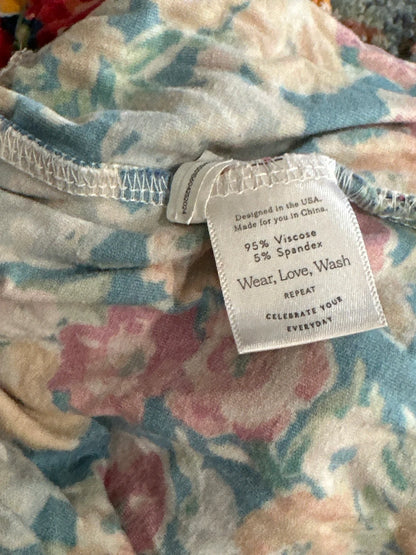 Designed in the USA.
Made for you in China.
95% Viscose
5% Spandex
Wear, Love, Wash
REPEAT
CELEBRATE YOUR
EVERYDAY